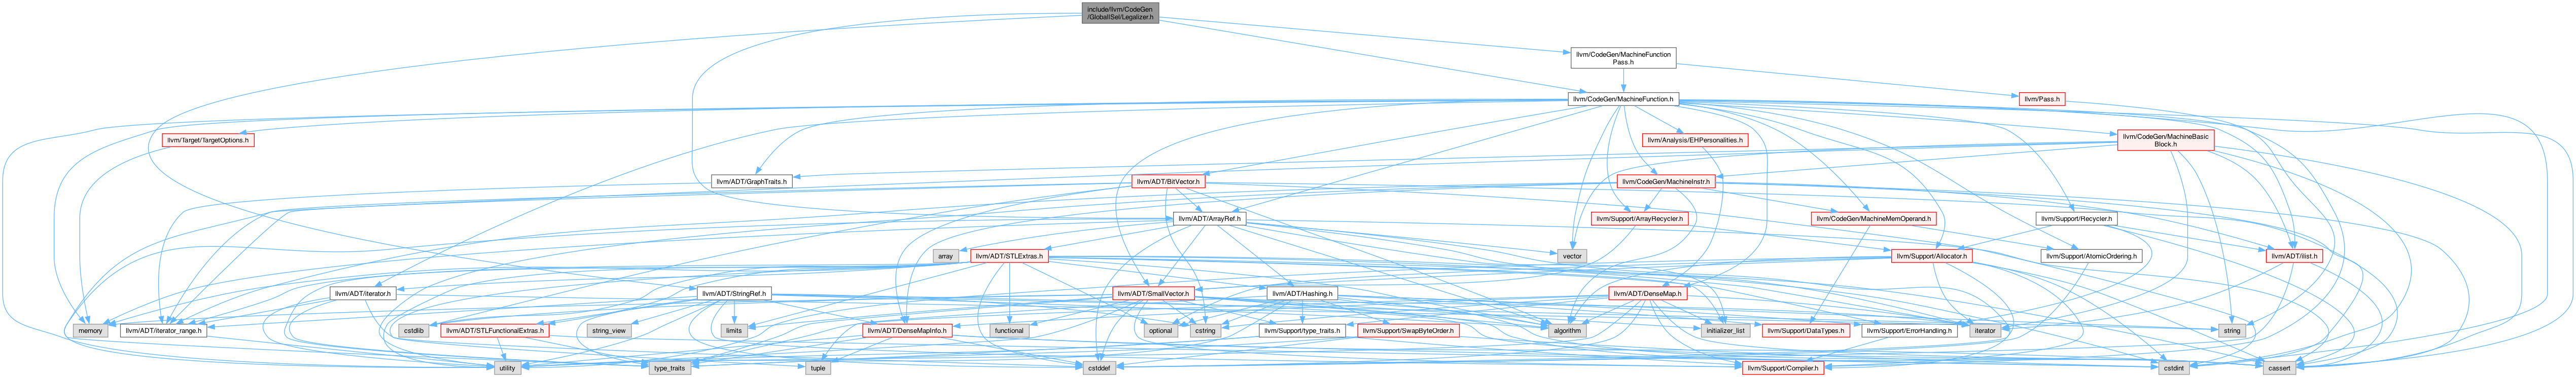 include/llvm/CodeGen
/GlobalISel/Legalizer.h
llvm/CodeGen/MachineFunction
Pass.h
llvm/CodeGen/MachineFunction.h
llvm/Pass.h
llvm/Target/TargetOptions.h
llvm/Analysis/EHPersonalities.h
llvm/CodeGen/MachineBasic
Block.h
llvm/ADT/GraphTraits.h
llvm/ADT/BitVector.h
llvm/CodeGen/MachineInstr.h
llvm/ADT/ArrayRef.h
llvm/Support/ArrayRecycler.h
llvm/CodeGen/MachineMemOperand.h
llvm/Support/Recycler.h
array
llvm/ADT/STLExtras.h
vector
llvm/Support/Allocator.h
llvm/Support/AtomicOrdering.h
llvm/ADT/ilist.h
llvm/ADT/iterator.h
llvm/ADT/StringRef.h
llvm/ADT/SmallVector.h
llvm/ADT/Hashing.h
llvm/ADT/DenseMap.h
memory
llvm/ADT/iterator_range.h
cstdlib
llvm/ADT/STLFunctionalExtras.h
string_view
limits
llvm/ADT/DenseMapInfo.h
functional
optional
cstring
llvm/Support/type_traits.h
llvm/Support/SwapByteOrder.h
algorithm
initializer_list
llvm/Support/DataTypes.h
llvm/Support/ErrorHandling.h
iterator
string
utility
type_traits
tuple
cstddef
llvm/Support/Compiler.h
cstdint
cassert